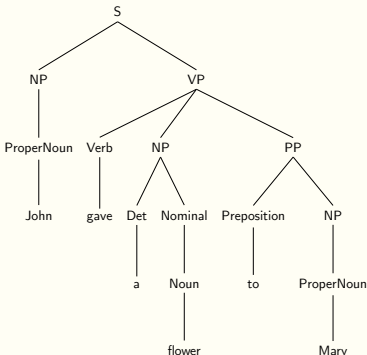 S
NP VP
ProperNoun Verb NP PP
John gave Det Nominal Preposition NP
a Noun to ProperNoun
flower Mary